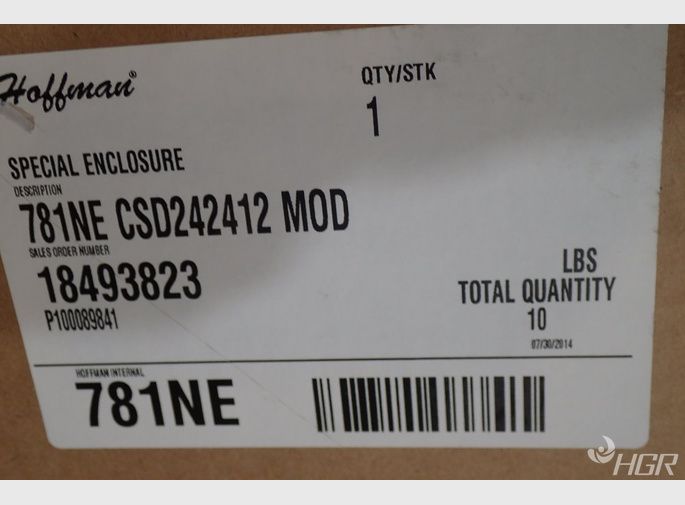 Hoffman®
QTY/STK
1
SPECIAL ENCLOSURE
DESCRIPTION
781NE CSD242412 MOD
SALES ORDER NUMBER
18493823
P100089841
LBS
TOTAL QUANTITY
10
07/30/2014
HOFFMAN INTERNAL
781NE
HGR